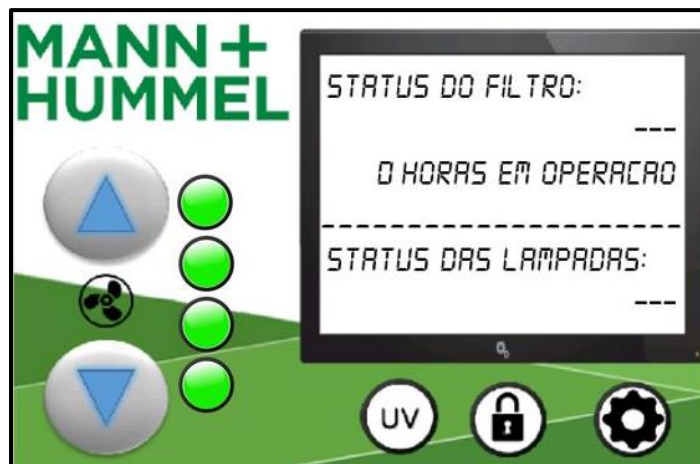 MANN+
HUMMEL
STATUS DO FILTRO:
---
0 HORAS EM OPERACAO
-----------------------
STATUS DAS LAMPADAS:
---
UV